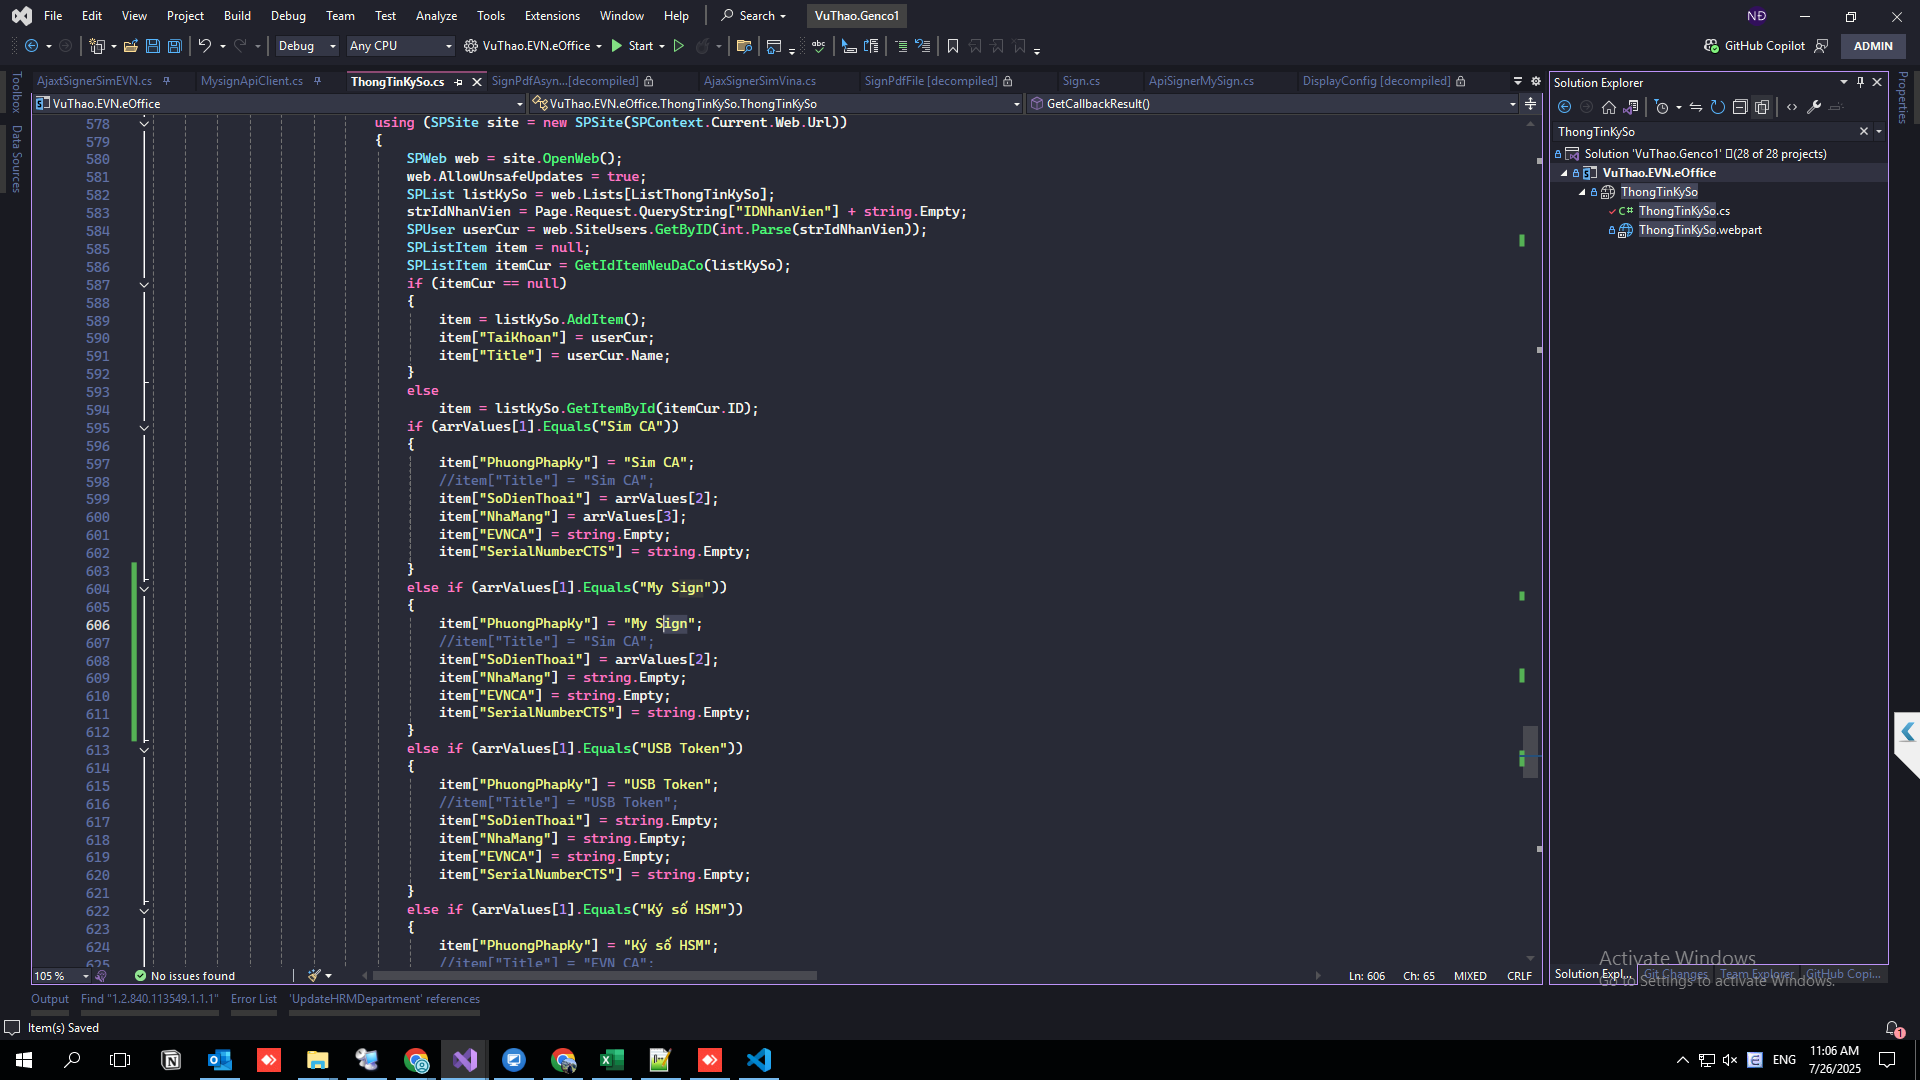 File Edit View Project Build Debug Team Test Analyze Tools Extensions Window Help Search VuThao.Genco1 NĐ
Debug Any CPU VuThao.EVN.eOffice Start GitHub Copilot ADMIN
AjaxtSignerSimEVN.cs MysignApiClient.cs ThongTinKySo.cs SignPdfAsyn...[decompiled] AjaxSignerSimVina.cs SignPdfFile [decompiled] Sign.cs ApiSignerMySign.cs DisplayConfig [decompiled]
VuThao.EVN.eOffice VuThao.EVN.eOffice.ThongTinKySo.ThongTinKySo GetCallbackResult()
Toolbox
Data Sources
578 using (SPSite site = new SPSite(SPContext.Current.Web.Url))
579 {
580 SPWeb web = site.OpenWeb();
581 web.AllowUnsafeUpdates = true;
582 SPList listKySo = web.Lists[ListThongTinKySo];
583 strIdNhanVien = Page.Request.QueryString["IDNhanVien"] + string.Empty;
584 SPUser userCur = web.SiteUsers.GetByID(int.Parse(strIdNhanVien));
585 SPListItem item = null;
586 SPListItem itemCur = GetIdItemNeuDaCo(listKySo);
587 if (itemCur == null)
588 {
589 item = listKySo.AddItem();
590 item["TaiKhoan"] = userCur;
591 item["Title"] = userCur.Name;
592 }
593 else
594 item = listKySo.GetItemById(itemCur.ID);
595 if (arrValues[1].Equals("Sim CA"))
596 {
597 item["PhuongPhapKy"] = "Sim CA";
598 //item["Title"] = "Sim CA";
599 item["SoDienThoai"] = arrValues[2];
600 item["NhaMang"] = arrValues[3];
601 item["EVNCA"] = string.Empty;
602 item["SerialNumberCTS"] = string.Empty;
603 }
604 else if (arrValues[1].Equals("My Sign"))
605 {
606 item["PhuongPhapKy"] = "My Sign";
607 //item["Title"] = "Sim CA";
608 item["SoDienThoai"] = arrValues[2];
609 item["NhaMang"] = string.Empty;
610 item["EVNCA"] = string.Empty;
611 item["SerialNumberCTS"] = string.Empty;
612 }
613 else if (arrValues[1].Equals("USB Token"))
614 {
615 item["PhuongPhapKy"] = "USB Token";
616 //item["Title"] = "USB Token";
617 item["SoDienThoai"] = string.Empty;
618 item["NhaMang"] = string.Empty;
619 item["EVNCA"] = string.Empty;
620 item["SerialNumberCTS"] = string.Empty;
621 }
622 else if (arrValues[1].Equals("Ký số HSM"))
623 {
624 item["PhuongPhapKy"] = "Ký số HSM";
625 //item["Title"] = "EVN CA";
105 % No issues found Ln: 606 Ch: 65 MIXED CRLF
Solution Explorer
ThongTinKySo
Solution 'VuThao.Genco1' (28 of 28 projects)
VuThao.EVN.eOffice
ThongTinKySo
ThongTinKySo.cs
ThongTinKySo.webpart
Properties
Activate Windows
Go to Settings to activate Windows.
Solution Expl... Git Changes Team Explorer GitHub Copi...
Output Find "1.2.840.113549.1.1.1" Error List 'UpdateHRMDepartment' references
Item(s) Saved 1
ENG
11:06 AM
7/26/2025